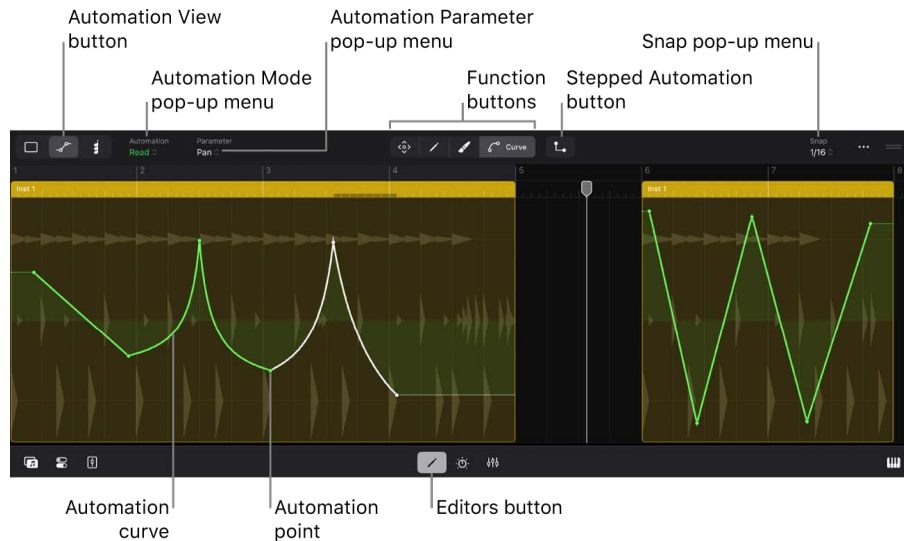 Automation View
button
Automation Parameter
pop-up menu
Snap pop-up menu
Automation Mode
pop-up menu
Function
buttons
Stepped Automation
button
Automation
Read
Parameter
Pan
Curve
Snap
1/16
1 2 3 4 5 6 7 8
Inst 1
Inst 1
Automation
curve
Automation
point
Editors button